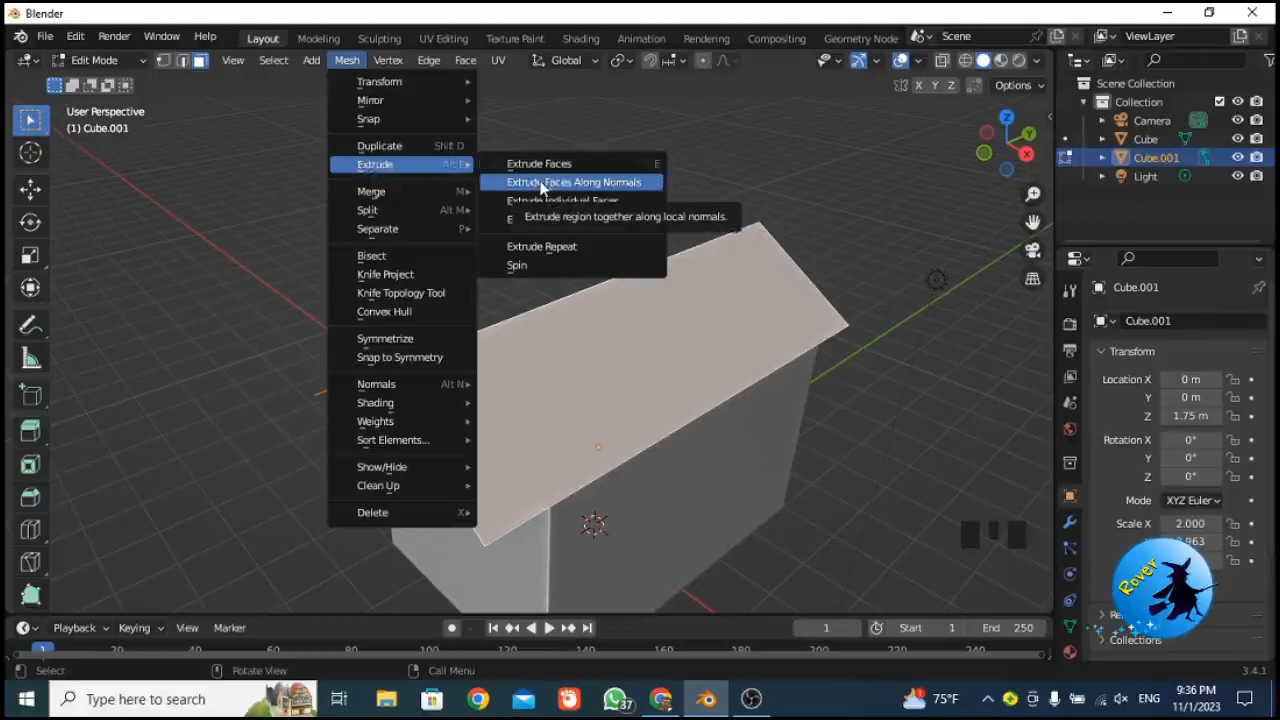 Blender
File Edit Render Window Help Layout Modeling Sculpting UV Editing Texture Paint Shading Animation Rendering Compositing Geometry Node Scene ViewLayer
Edit Mode View Select Add Mesh Vertex Edge Face UV Global
X Y Z Options
User Perspective
(1) Cube.001
Transform
Mirror
Snap
Duplicate Shift D
Extrude Alt E
Merge M
Split Alt M
Separate P
Bisect
Knife Project
Knife Topology Tool
Convex Hull
Symmetrize
Snap to Symmetry
Normals Alt N
Shading
Weights
Sort Elements...
Show/Hide
Clean Up
Delete X
Extrude Faces E
Extrude Faces Along Normals
Extrude Individual Faces
E
Extrude region together along local normals.
Extrude Repeat
Spin
Z
Y
X
Scene Collection
Collection
Camera
Cube
Cube.001
Light
Cube.001
Cube.001
Transform
Location X 0 m
Y 0 m
Z 1.75 m
Rotation X 0°
Y 0°
Z 0°
Mode XYZ Euler
Scale X 2.000
Rover
Collections
Playback Keying View Marker 1 Start 1 End 250
1 20 60 80 100 120 140 160 180 200 220 240
Select Rotate View Call Menu 3.4.1
Type here to search 37 75°F ENG
9:36 PM
11/1/2023